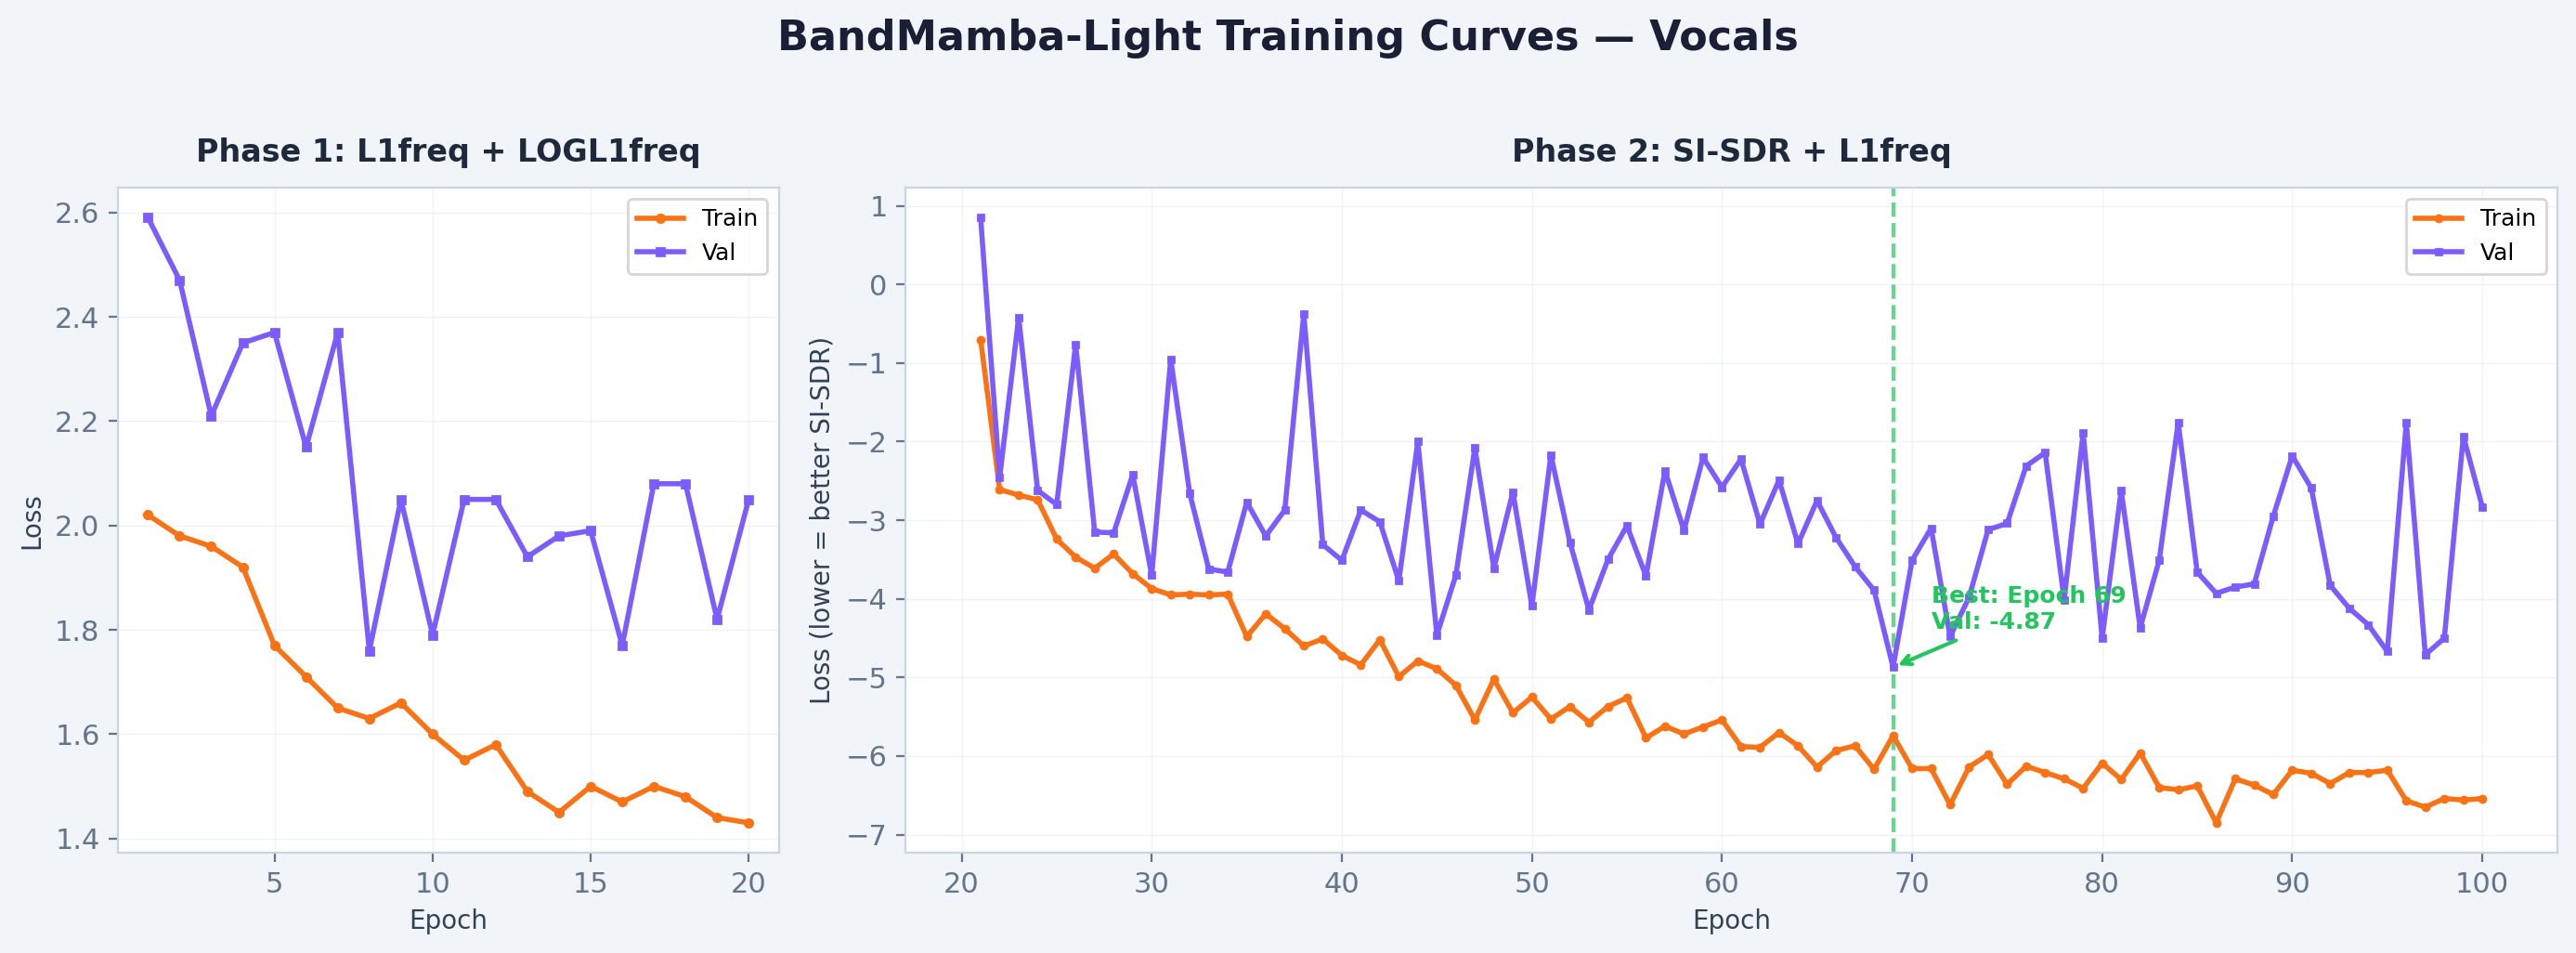 BandMamba-Light Training Curves — Vocals
Phase 1: L1freq + LOGL1freq
Loss
2.6
2.4
2.2
2.0
1.8
1.6
1.4
5 10 15 20
Epoch
Train
Val
Phase 2: SI-SDR + L1freq
Loss (lower = better SI-SDR)
1
0
−1
−2
−3
−4
−5
−6
−7
20 30 40 50 60 70 80 90 100
Epoch
Train
Val
Best: Epoch 69
Val: -4.87